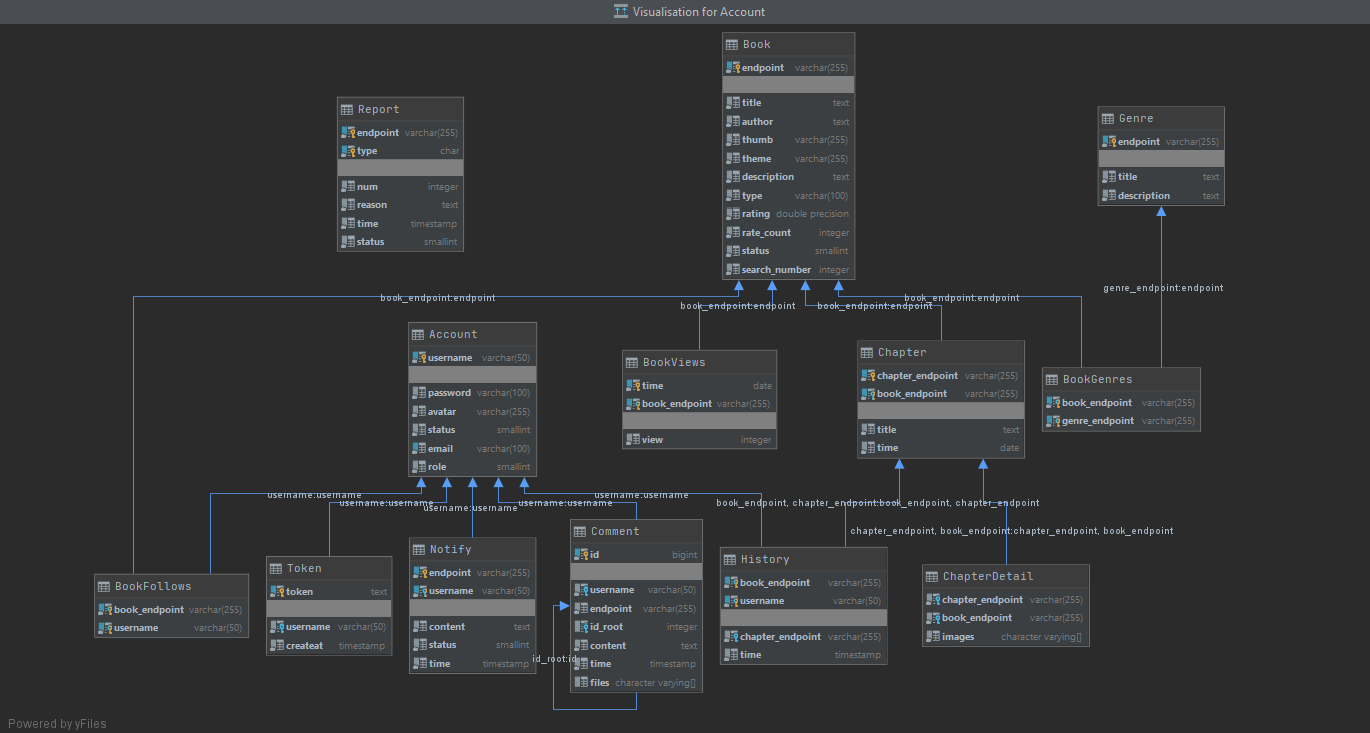 Visualisation for Account
Book
endpoint varchar(255)
title text
author text
thumb varchar(255)
theme varchar(255)
description text
type varchar(100)
rating double precision
rate_count integer
status smallint
search_number integer
Report
endpoint varchar(255)
type char
num integer
reason text
time timestamp
status smallint
Genre
endpoint varchar(255)
title text
description text
book_endpoint:endpoint
book_endpoint:endpoint
book_endpoint:endpoint
book_endpoint:endpoint
genre_endpoint:endpoint
Account
username varchar(50)
password varchar(100)
avatar varchar(255)
status smallint
email varchar(100)
role smallint
BookViews
time date
book_endpoint varchar(255)
view integer
Chapter
chapter_endpoint varchar(255)
book_endpoint varchar(255)
title text
time date
BookGenres
book_endpoint varchar(255)
genre_endpoint varchar(255)
username:username
username:username
username:username
username:username
username:username
book_endpoint, chapter_endpoint:book_endpoint, chapter_endpoint
chapter_endpoint, book_endpoint:chapter_endpoint, book_endpoint
BookFollows
book_endpoint varchar(255)
username varchar(50)
Token
token text
username varchar(50)
createat timestamp
Notify
endpoint varchar(255)
username varchar(50)
content text
status smallint
time timestamp
Comment
id bigint
username varchar(50)
endpoint varchar(255)
id_root integer
content text
time timestamp
files character varying[]
id_root:id
History
book_endpoint varchar(255)
username varchar(50)
chapter_endpoint varchar(255)
time timestamp
ChapterDetail
chapter_endpoint varchar(255)
book_endpoint varchar(255)
images character varying[]
Powered by yFiles